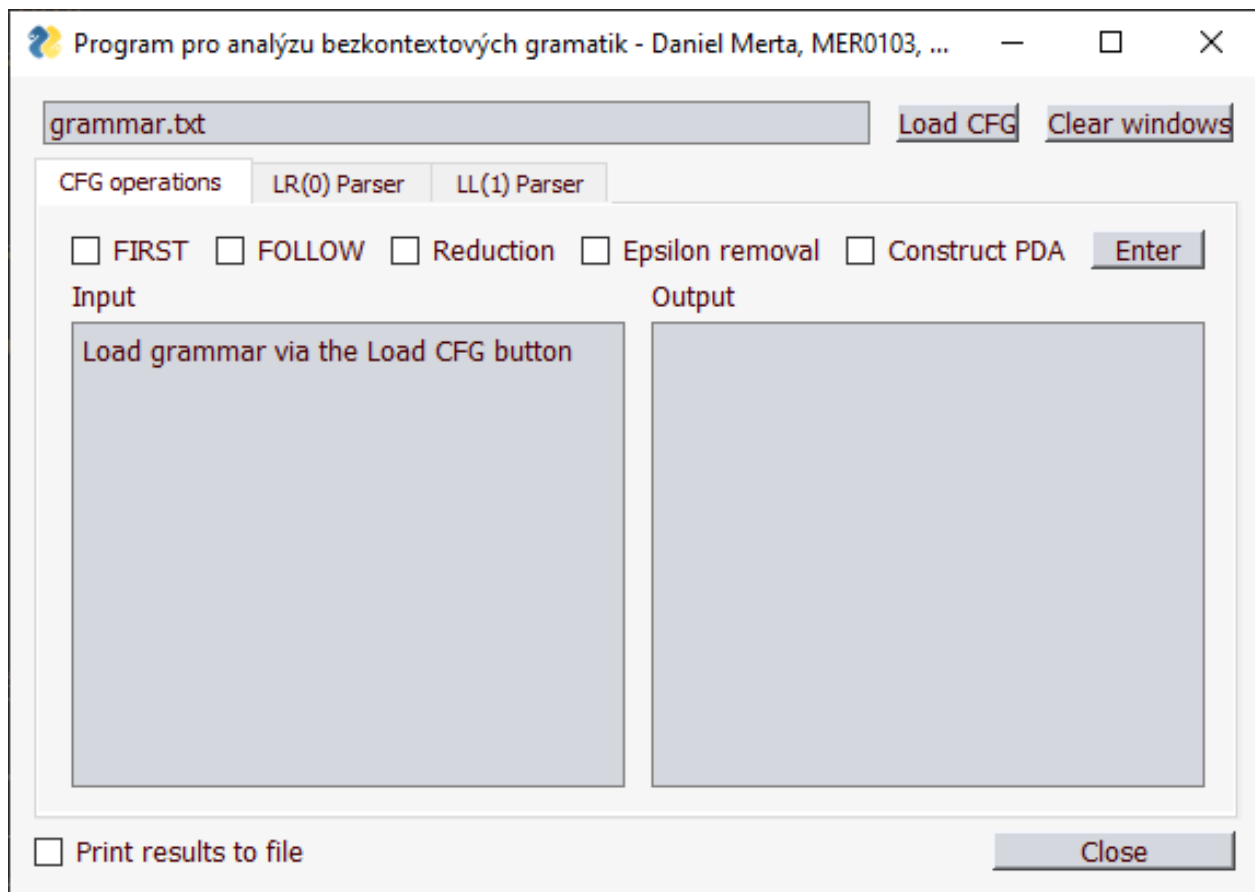 Program pro analýzu bezkontextových gramatik - Daniel Merta, MER0103, ...
grammar.txt Load CFG Clear windows
CFG operations LR(0) Parser LL(1) Parser
FIRST FOLLOW Reduction Epsilon removal Construct PDA Enter
Input Output
Load grammar via the Load CFG button
Print results to file Close